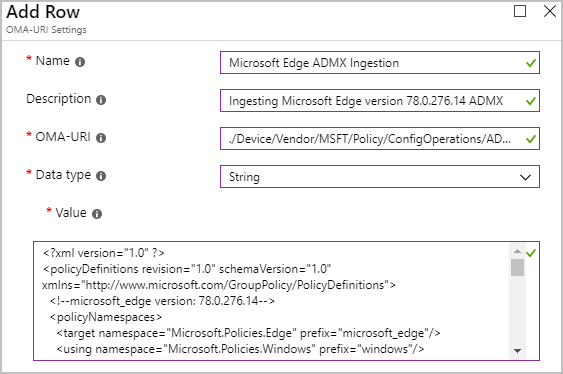 Add Row
OMA-URI Settings
* Name
Microsoft Edge ADMX Ingestion
Description
Ingesting Microsoft Edge version 78.0.276.14 ADMX
* OMA-URI
./Device/Vendor/MSFT/Policy/ConfigOperations/AD...
* Data type
String
* Value
<?xml version="1.0" ?>
<policyDefinitions revision="1.0" schemaVersion="1.0"
xmlns="http://www.microsoft.com/GroupPolicy/PolicyDefinitions">
<!--microsoft_edge version: 78.0.276.14-->
<policyNamespaces>
<target namespace="Microsoft.Policies.Edge" prefix="microsoft_edge"/>
<using namespace="Microsoft.Policies.Windows" prefix="windows"/>